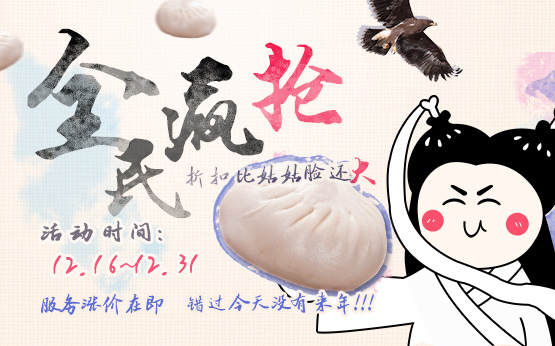 全民疯抢
折扣比姑姑脸还大
活动时间:
12.16~12.31
服务涨价在即 错过今天没有来年!!!